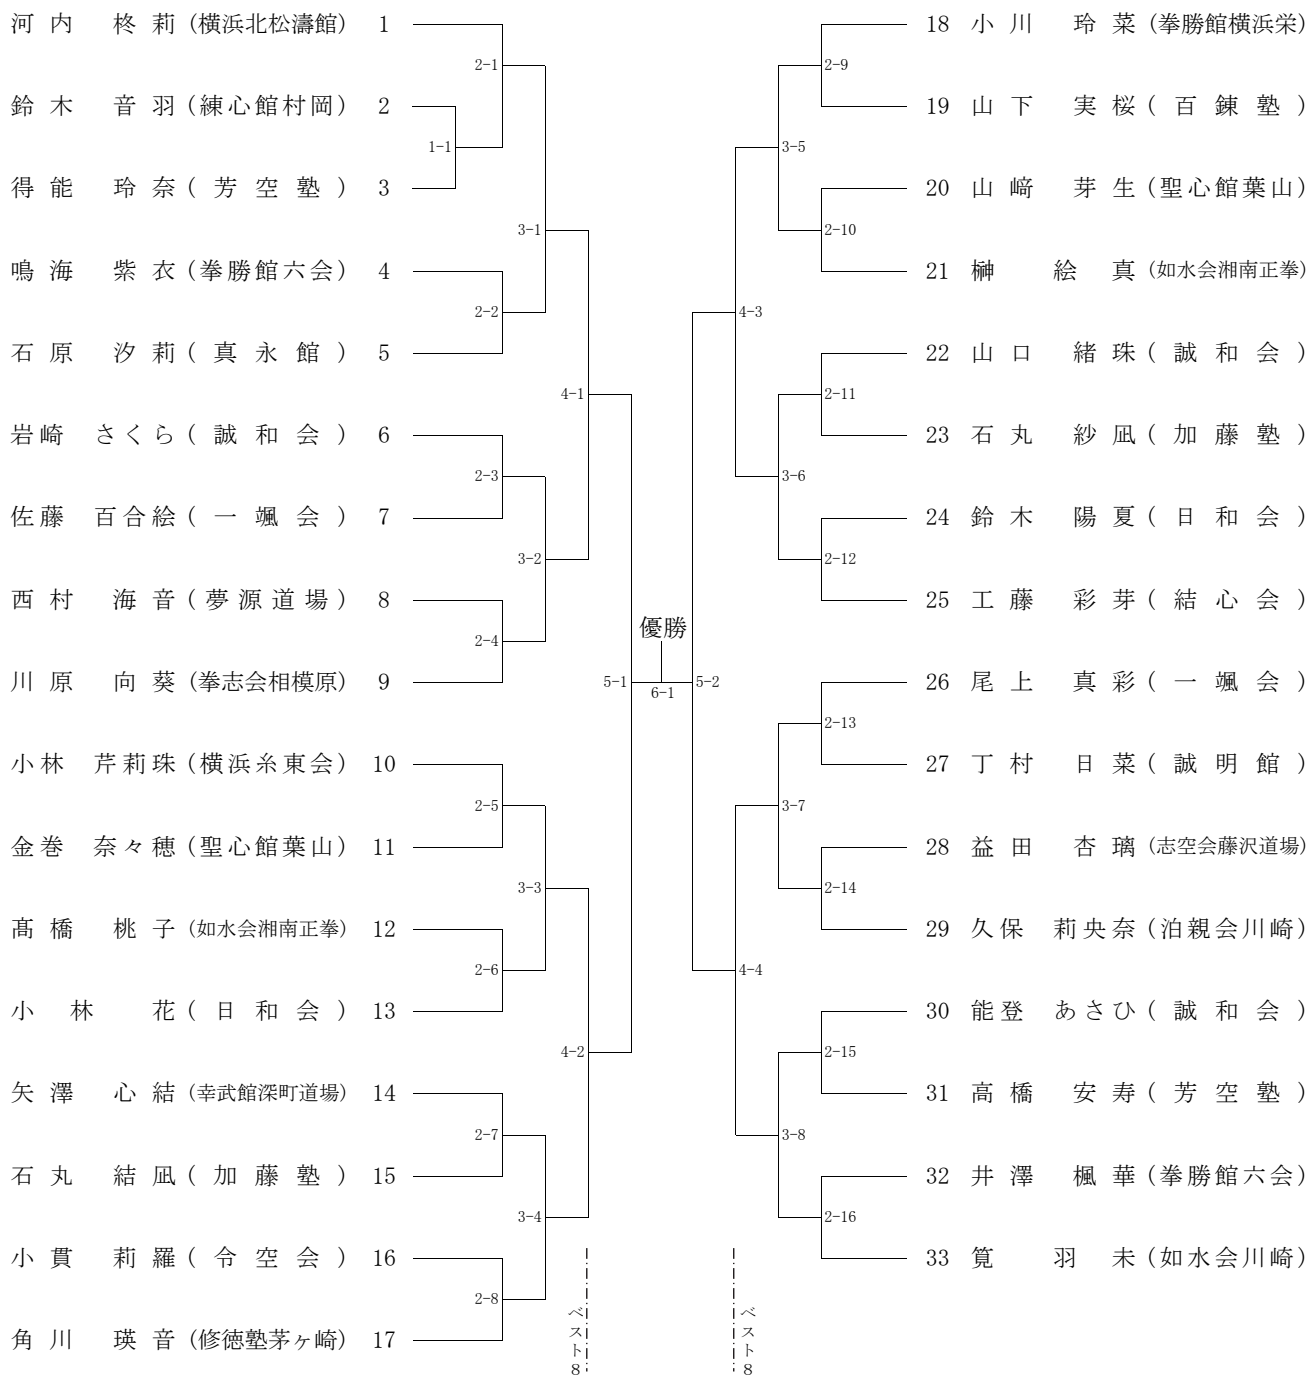 河内 柊莉 (横浜北松濤館) 1
2-1
鈴木 音羽 (練心館村岡) 2
1-1
得能 玲奈 (芳空塾) 3
3-1
鳴海 紫衣 (拳勝館六会) 4
2-2
石原 汐莉 (真永館) 5
4-1
岩崎 さくら (誠和会) 6
2-3
佐藤 百合絵 (一颯会) 7
3-2
西村 海音 (夢源道場) 8
2-4
川原 向葵 (拳志会相模原) 9
5-1
小林 芹莉珠 (横浜糸東会) 10
2-5
金巻 奈々穂 (聖心館葉山) 11
3-3
髙橋 桃子 (如水会湘南正拳) 12
2-6
小林 花 (日和会) 13
4-2
矢澤 心結 (幸武館深町道場) 14
2-7
石丸 結凪 (加藤塾) 15
3-4
小貫 莉羅 (令空会) 16
2-8
角川 瑛音 (修徳塾茅ヶ崎) 17
ベスト8
優勝
6-1
18 小川 玲菜 (拳勝館横浜栄)
2-9
19 山下 実桜 (百錬塾)
3-5
20 山﨑 芽生 (聖心館葉山)
2-10
21 榊 絵真 (如水会湘南正拳)
4-3
22 山口 緒珠 (誠和会)
2-11
23 石丸 紗凪 (加藤塾)
3-6
24 鈴木 陽夏 (日和会)
2-12
25 工藤 彩芽 (結心会)
5-2
26 尾上 真彩 (一颯会)
2-13
27 丁村 日菜 (誠明館)
3-7
28 益田 杏璃 (志空会藤沢道場)
2-14
29 久保 莉央奈 (泊親会川崎)
4-4
30 能登 あさひ (誠和会)
2-15
31 高橋 安寿 (芳空塾)
3-8
32 井澤 楓華 (拳勝館六会)
2-16
33 筧 羽未 (如水会川崎)
ベスト8